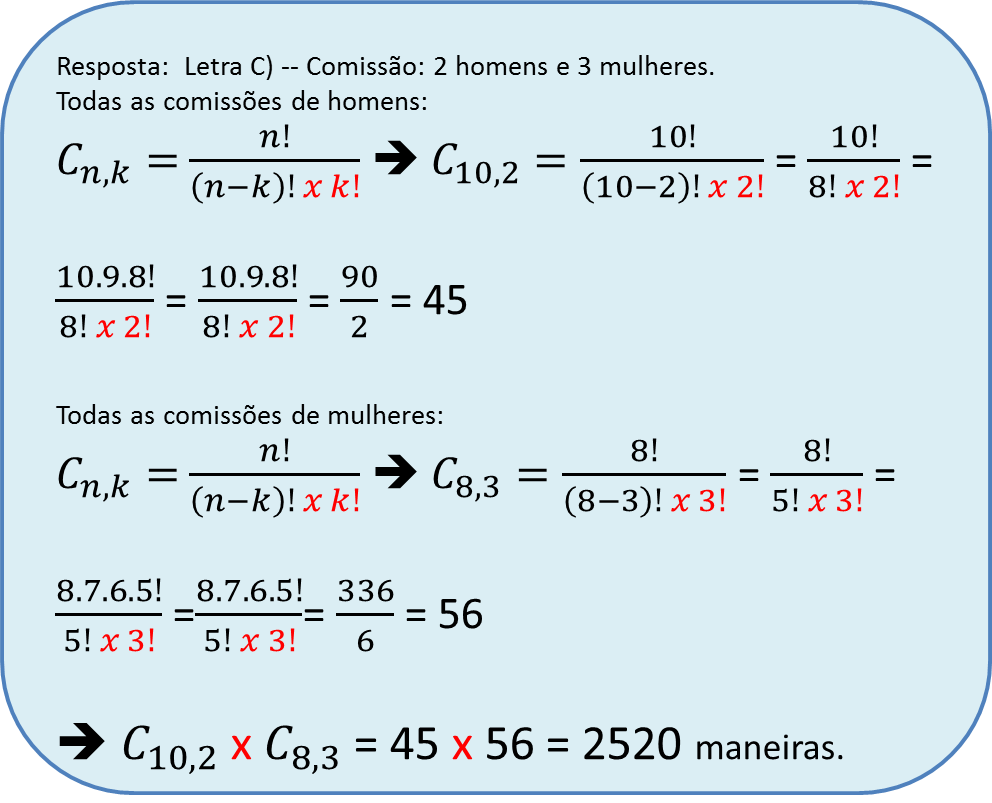 Resposta: Letra C) -- Comissão: 2 homens e 3 mulheres.
Todas as comissões de homens:
C_{n,k} = \frac{n!}{(n-k)! x k!} ➔ C_{10,2} = \frac{10!}{(10-2)! x 2!} = \frac{10!}{8! x 2!} =
\frac{10.9.8!}{8! x 2!} = \frac{10.9.8!}{8! x 2!} = \frac{90}{2} = 45
Todas as comissões de mulheres:
C_{n,k} = \frac{n!}{(n-k)! x k!} ➔ C_{8,3} = \frac{8!}{(8-3)! x 3!} = \frac{8!}{5! x 3!} =
\frac{8.7.6.5!}{5! x 3!} = \frac{8.7.6.5!}{5! x 3!} = \frac{336}{6} = 56
➔ C_{10,2} x C_{8,3} = 45 x 56 = 2520 maneiras.